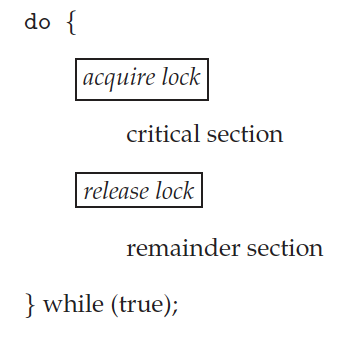 do {
acquire lock
critical section
release lock
remainder section
} while (true);